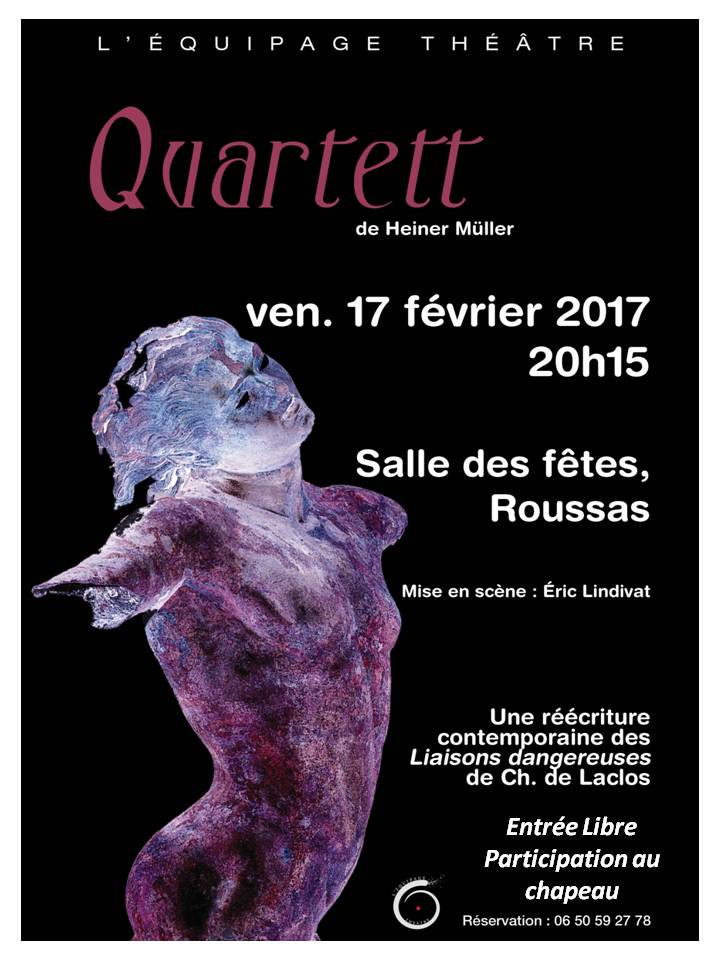 L'ÉQUIPAGE THÉÂTRE
Quartett
de Heiner Müller
ven. 17 février 2017
20h15
Salle des fêtes,
Roussas
Mise en scène : Éric Lindivat
Une réécriture
contemporaine des
Liaisons dangereuses
de Ch. de Laclos
Entrée Libre
Participation au
chapeau
Réservation : 06 50 59 27 78